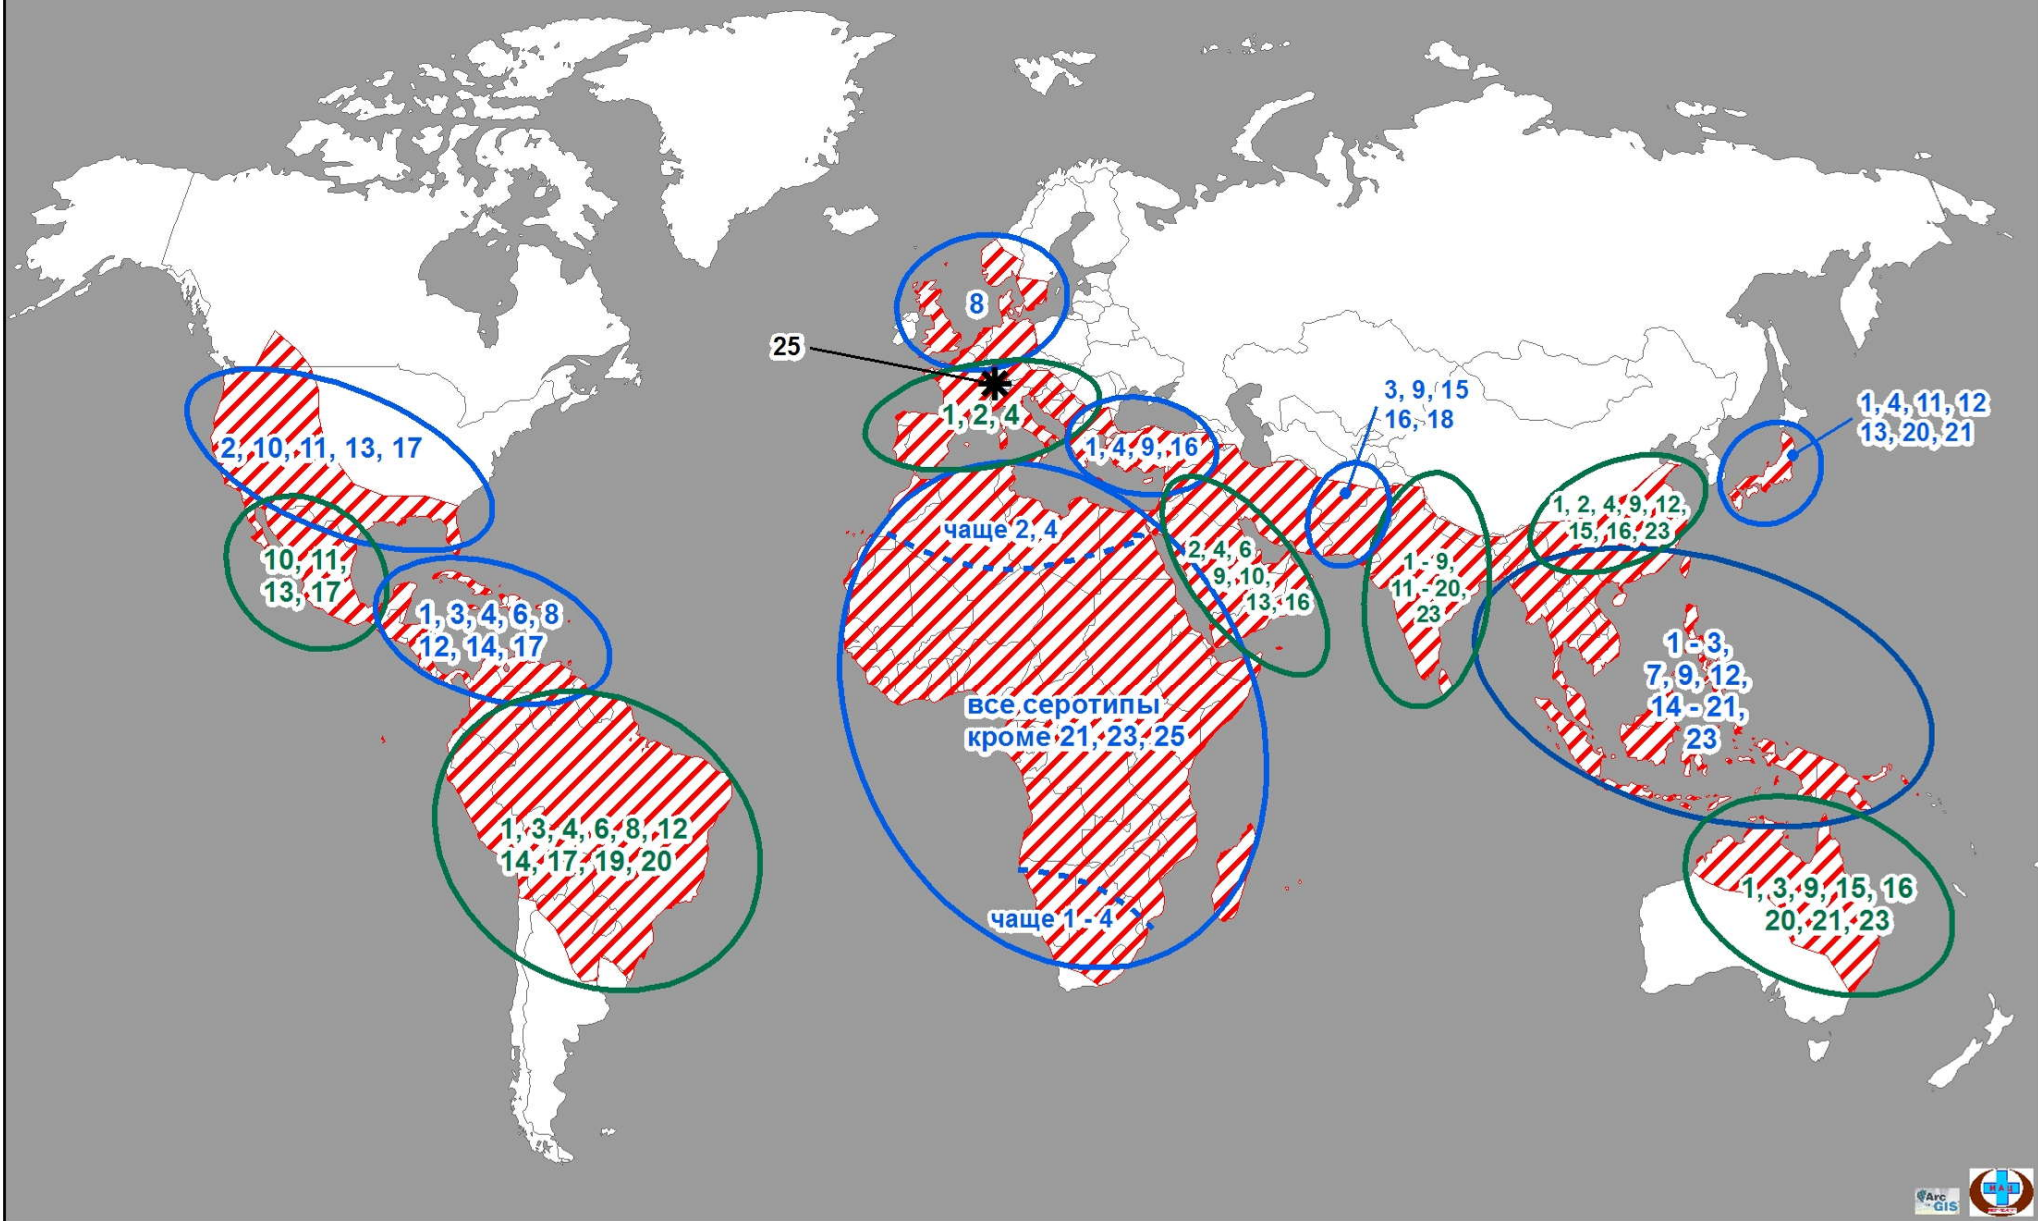 8
25
3, 9, 15
16, 18
1, 4, 11, 12
13, 20, 21
1, 2, 4
2, 10, 11, 13, 17
1, 4, 9, 16
1, 2, 4, 9, 12,
15, 16, 23
чаще 2, 4
2, 4, 6
9, 10,
13, 16
1 - 9,
11 - 20,
23
10, 11,
13, 17
1, 3, 4, 6, 8
12, 14, 17
1 - 3,
7, 9, 12,
14 - 21,
23
все серотипы
кроме 21, 23, 25
1, 3, 4, 6, 8, 12
14, 17, 19, 20
1, 3, 9, 15, 16
20, 21, 23
чаще 1 - 4
Arc
GIS
ИАЦ